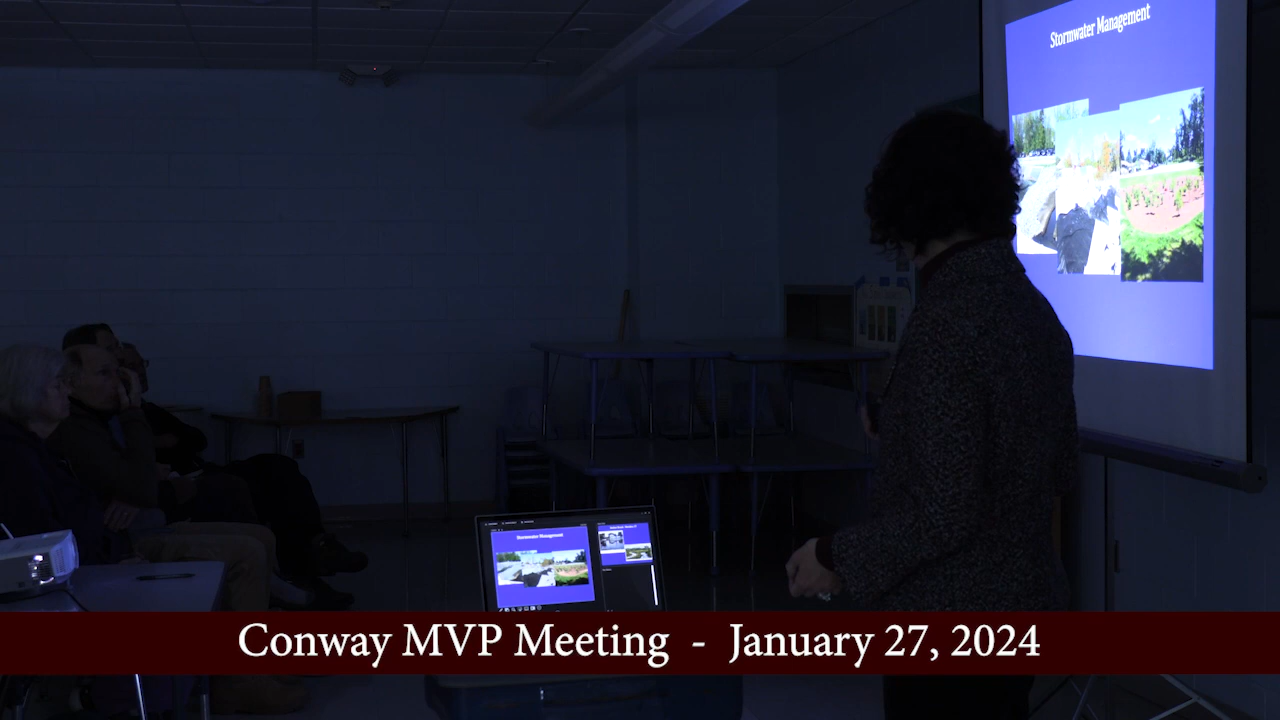 Stormwater Management
Stormwater Management
Conway MVP Meeting - January 27, 2024